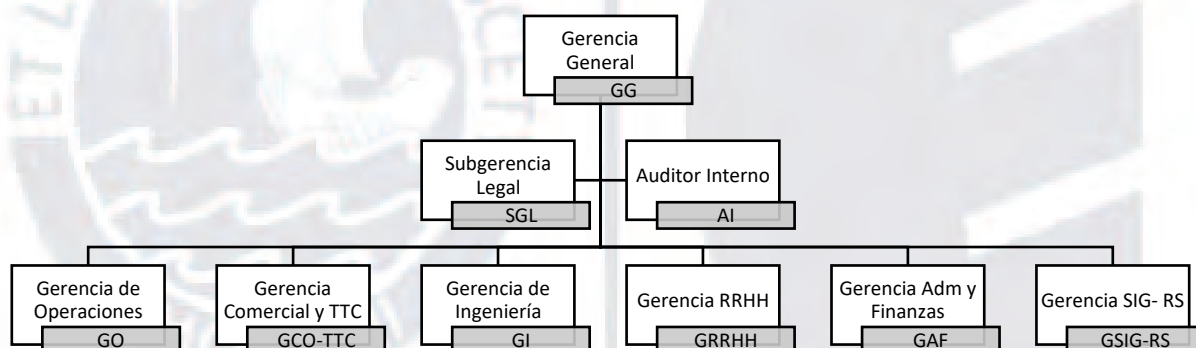 Gerencia
General
GG
Subgerencia
Legal
SGL
Auditor Interno
AI
Gerencia de
Operaciones
GO
Gerencia
Comercial y TTC
GCO-TTC
Gerencia de
Ingeniería
GI
Gerencia RRHH
GRRHH
Gerencia Adm y
Finanzas
GAF
Gerencia SIG- RS
GSIG-RS